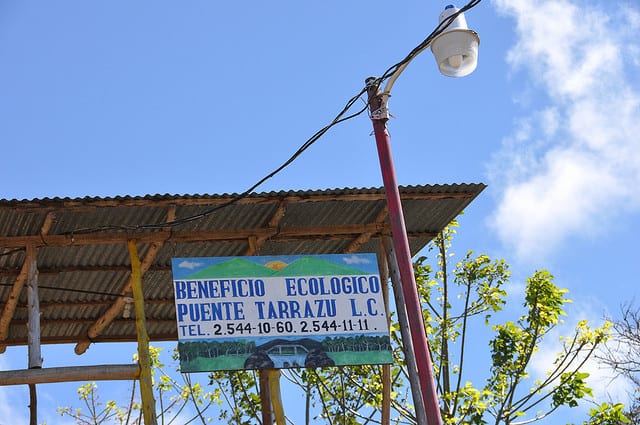 BENEFICIO ECOLOGICO
PUENTE TARRAZU L.C.
TEL. 2.544-10-60. 2.544-11-11.